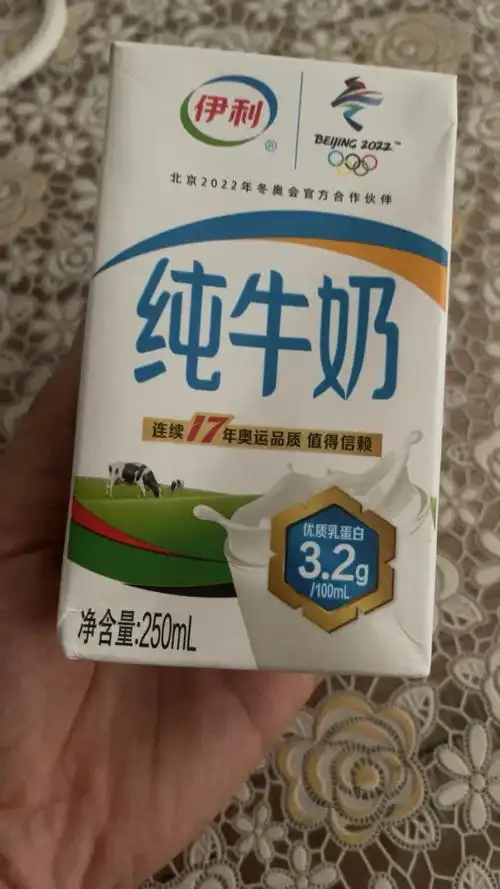 伊利®
BEIJING 2022™
北京2022年冬奥会官方合作伙伴
纯牛奶
连续17年奥运品质 值得信赖
优质乳蛋白
3.2g
/100mL
净含量:250mL